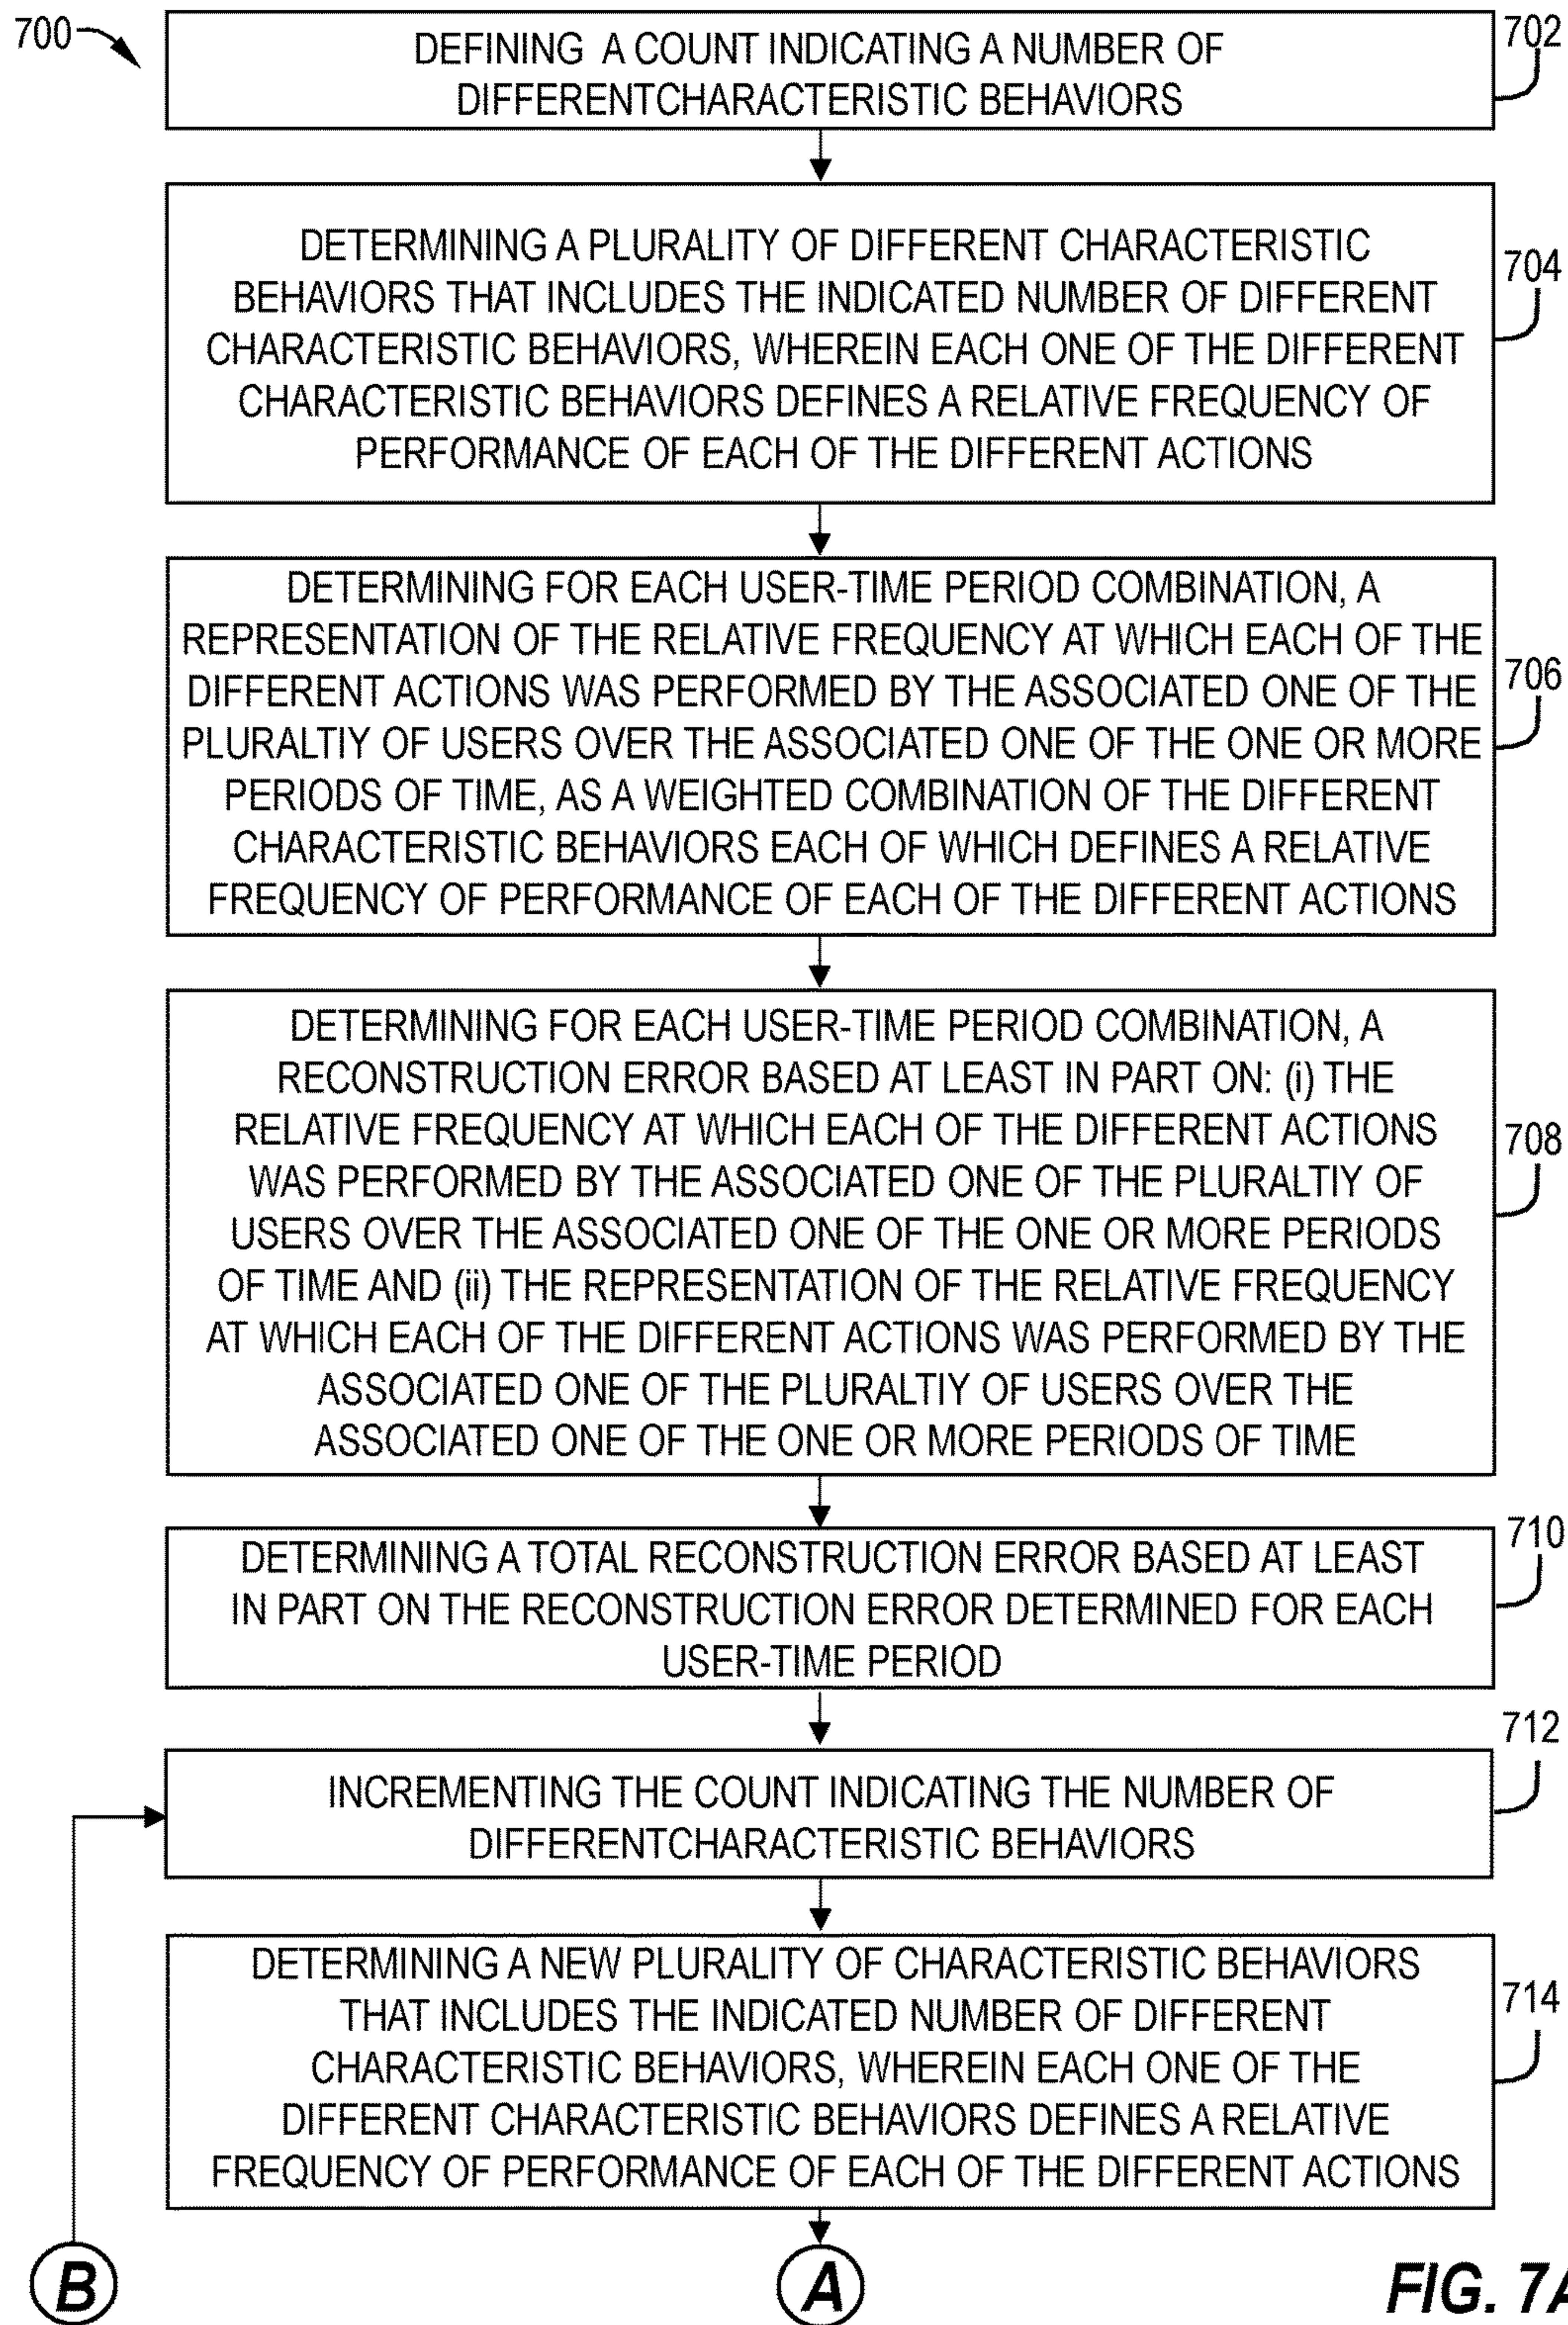 700
DEFINING A COUNT INDICATING A NUMBER OF
DIFFERENTCHARACTERISTIC BEHAVIORS
702
DETERMINING A PLURALITY OF DIFFERENT CHARACTERISTIC
BEHAVIORS THAT INCLUDES THE INDICATED NUMBER OF DIFFERENT
CHARACTERISTIC BEHAVIORS, WHEREIN EACH ONE OF THE DIFFERENT
CHARACTERISTIC BEHAVIORS DEFINES A RELATIVE FREQUENCY OF
PERFORMANCE OF EACH OF THE DIFFERENT ACTIONS
704
DETERMINING FOR EACH USER-TIME PERIOD COMBINATION, A
REPRESENTATION OF THE RELATIVE FREQUENCY AT WHICH EACH OF THE
DIFFERENT ACTIONS WAS PERFORMED BY THE ASSOCIATED ONE OF THE
PLURALTIY OF USERS OVER THE ASSOCIATED ONE OF THE ONE OR MORE
PERIODS OF TIME, AS A WEIGHTED COMBINATION OF THE DIFFERENT
CHARACTERISTIC BEHAVIORS EACH OF WHICH DEFINES A RELATIVE
FREQUENCY OF PERFORMANCE OF EACH OF THE DIFFERENT ACTIONS
706
DETERMINING FOR EACH USER-TIME PERIOD COMBINATION, A
RECONSTRUCTION ERROR BASED AT LEAST IN PART ON: (i) THE
RELATIVE FREQUENCY AT WHICH EACH OF THE DIFFERENT ACTIONS
WAS PERFORMED BY THE ASSOCIATED ONE OF THE PLURALTIY OF
USERS OVER THE ASSOCIATED ONE OF THE ONE OR MORE PERIODS
OF TIME AND (ii) THE REPRESENTATION OF THE RELATIVE FREQUENCY
AT WHICH EACH OF THE DIFFERENT ACTIONS WAS PERFORMED BY THE
ASSOCIATED ONE OF THE PLURALTIY OF USERS OVER THE
ASSOCIATED ONE OF THE ONE OR MORE PERIODS OF TIME
708
DETERMINING A TOTAL RECONSTRUCTION ERROR BASED AT LEAST
IN PART ON THE RECONSTRUCTION ERROR DETERMINED FOR EACH
USER-TIME PERIOD
710
INCREMENTING THE COUNT INDICATING THE NUMBER OF
DIFFERENTCHARACTERISTIC BEHAVIORS
712
DETERMINING A NEW PLURALITY OF CHARACTERISTIC BEHAVIORS
THAT INCLUDES THE INDICATED NUMBER OF DIFFERENT
CHARACTERISTIC BEHAVIORS, WHEREIN EACH ONE OF THE
DIFFERENT CHARACTERISTIC BEHAVIORS DEFINES A RELATIVE
FREQUENCY OF PERFORMANCE OF EACH OF THE DIFFERENT ACTIONS
714
B
A
FIG. 7A